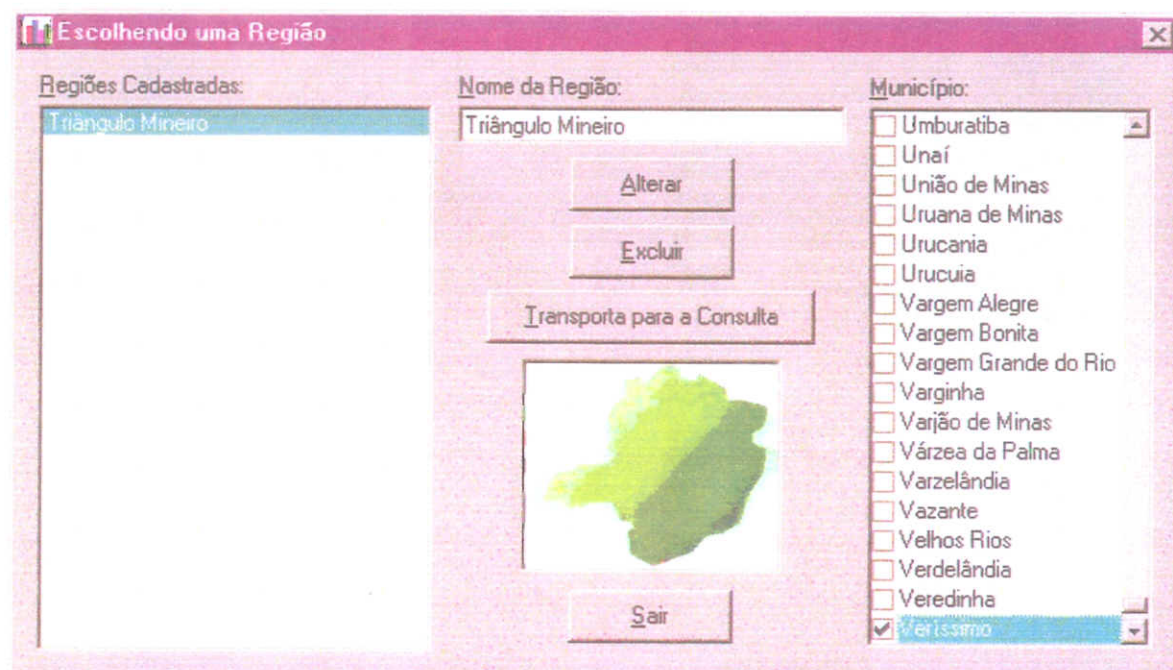 Escolhendo uma Região
Regiões Cadastradas:
Triângulo Mineiro
Nome da Região:
Triângulo Mineiro
Alterar
Excluir
Transporta para a Consulta
Sair
Município:
Umburatiba
Unaí
União de Minas
Uruana de Minas
Urucania
Urucuia
Vargem Alegre
Vargem Bonita
Vargem Grande do Rio
Varginha
Varjão de Minas
Várzea da Palma
Varzelândia
Vazante
Velhos Rios
Verdelândia
Veredinha
Veríssimo